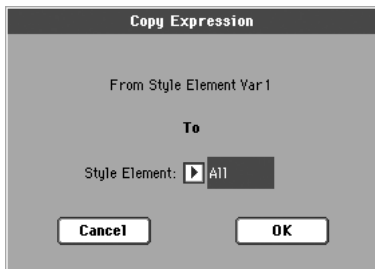 Copy Expression
From Style Element Var1
To
Style Element: All
Cancel OK